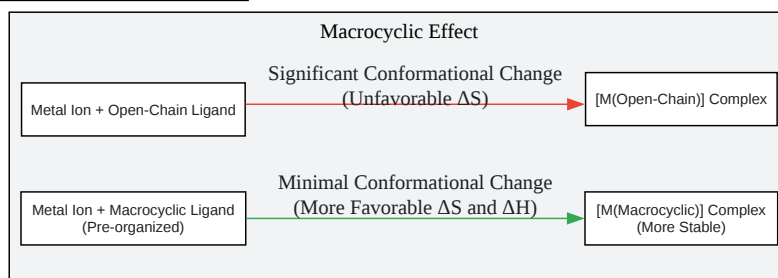 Macrocyclic Effect
Significant Conformational Change
(Unfavorable ΔS)
Metal Ion + Open-Chain Ligand
[M(Open-Chain)] Complex
Minimal Conformational Change
(More Favorable ΔS and ΔH)
Metal Ion + Macrocyclic Ligand
(Pre-organized)
[M(Macrocyclic)] Complex
(More Stable)